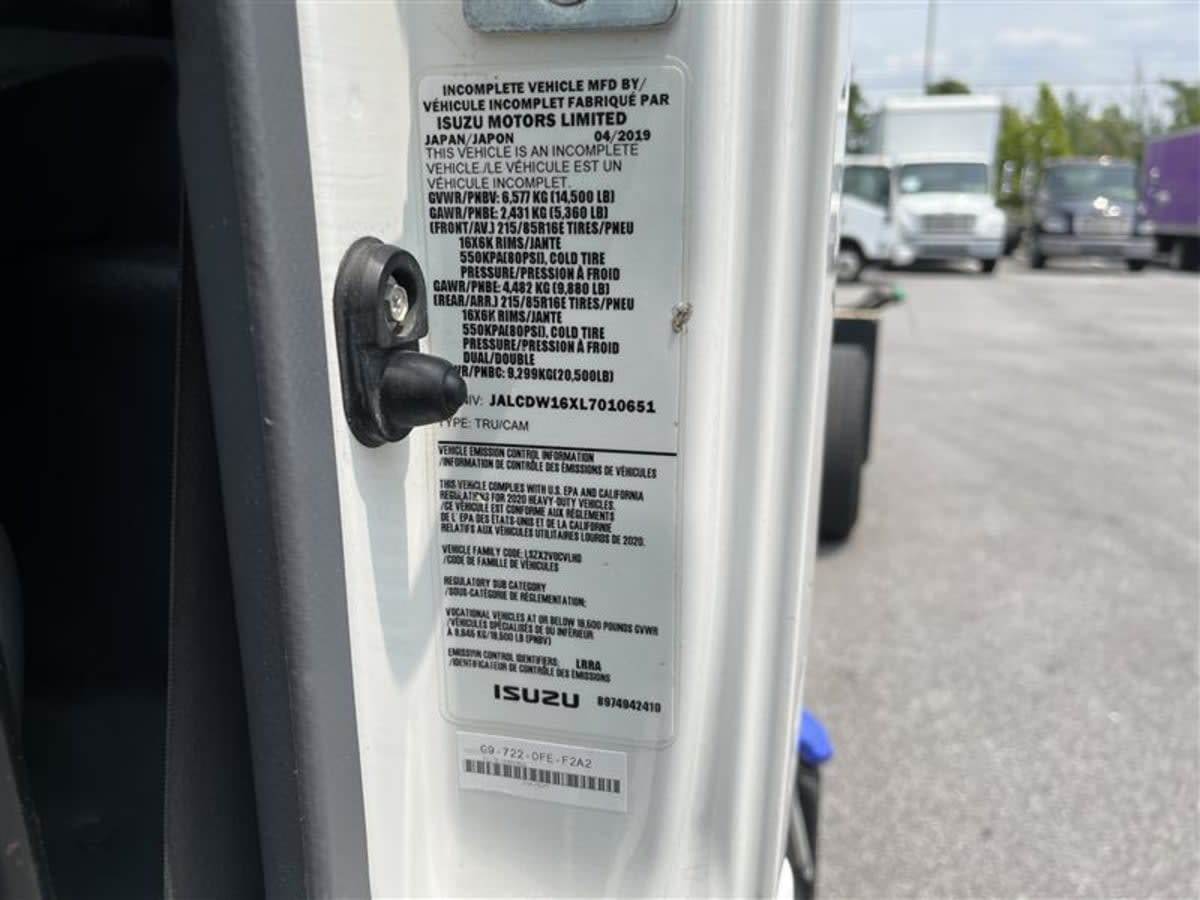 INCOMPLETE VEHICLE MFD BY/
VÉHICULE INCOMPLET FABRIQUÉ PAR
ISUZU MOTORS LIMITED
JAPAN/JAPON 04/2019
THIS VEHICLE IS AN INCOMPLETE
VEHICLE./LE VÉHICULE EST UN
VÉHICULE INCOMPLET.
GVWR/PNBV: 6,577 KG (14,500 LB)
GAWR/PNBE: 2,431 KG (5,360 LB)
(FRONT/AV.) 215/85R16E TIRES/PNEU
16X6K RIMS/JANTE
550KPA(80PSI), COLD TIRE
PRESSURE/PRESSION À FROID
GAWR/PNBE: 4,482 KG (9,880 LB)
(REAR/ARR.) 215/85R16E TIRES/PNEU
16X6K RIMS/JANTE
550KPA(80PSI), COLD TIRE
PRESSURE/PRESSION À FROID
DUAL/DOUBLE
WR/PNBC: 9,299KG(20,500LB)
IV: JALCDW16XL7010651
TYPE: TRU/CAM
VEHICLE EMISSION CONTROL INFORMATION
/INFORMATION DE CONTRÔLE DES ÉMISSIONS DE VÉHICULES
THIS VEHICLE COMPLIES WITH U.S. EPA AND CALIFORNIA
REGULATIONS FOR 2020 HEAVY-DUTY VEHICLES.
/CE VÉHICULE EST CONFORME AUX RÈGLEMENTS
DE L' EPA DES ÉTATS-UNIS ET DE LA CALIFORNIE
RELATIFS AUX VÉHICULES UTILITAIRES LOURDS DE 2020.
VEHICLE FAMILY CODE: LSZX2VOCVLHD
/CODE DE FAMILLE DE VÉHICULES
REGULATORY SUB CATEGORY
/SOUS-CATÉGORIE DE RÉGLEMENTATION:
VOCATIONAL VEHICLES AT OR BELOW 19,500 POUNDS GVWR
/VÉHICULES SPÉCIALISÉS DE OU INFÉRIEUR
À 8,845 KG/19,500 LB (PNBV)
EMISSION CONTROL IDENTIFIERS: LRRA
/IDENTIFICATEUR DE CONTRÔLE DES ÉMISSIONS
ISUZU 8974942410
G9-722-0FE-F2A2